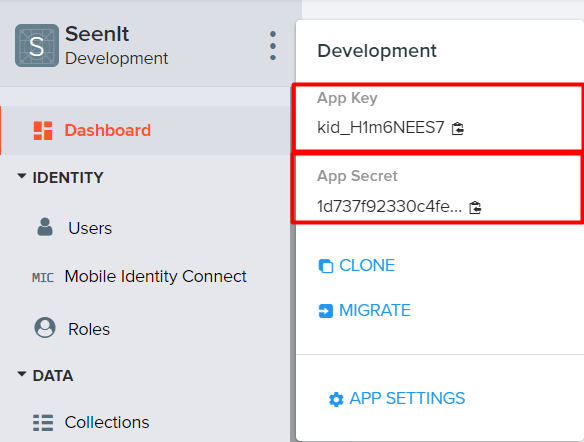 S
SeenIt
Development
Dashboard
IDENTITY
Users
MIC
Mobile Identity Connect
Roles
DATA
Collections
Development
App Key
kid_H1m6NEES7
App Secret
1d737f92330c4fe...
CLONE
MIGRATE
APP SETTINGS